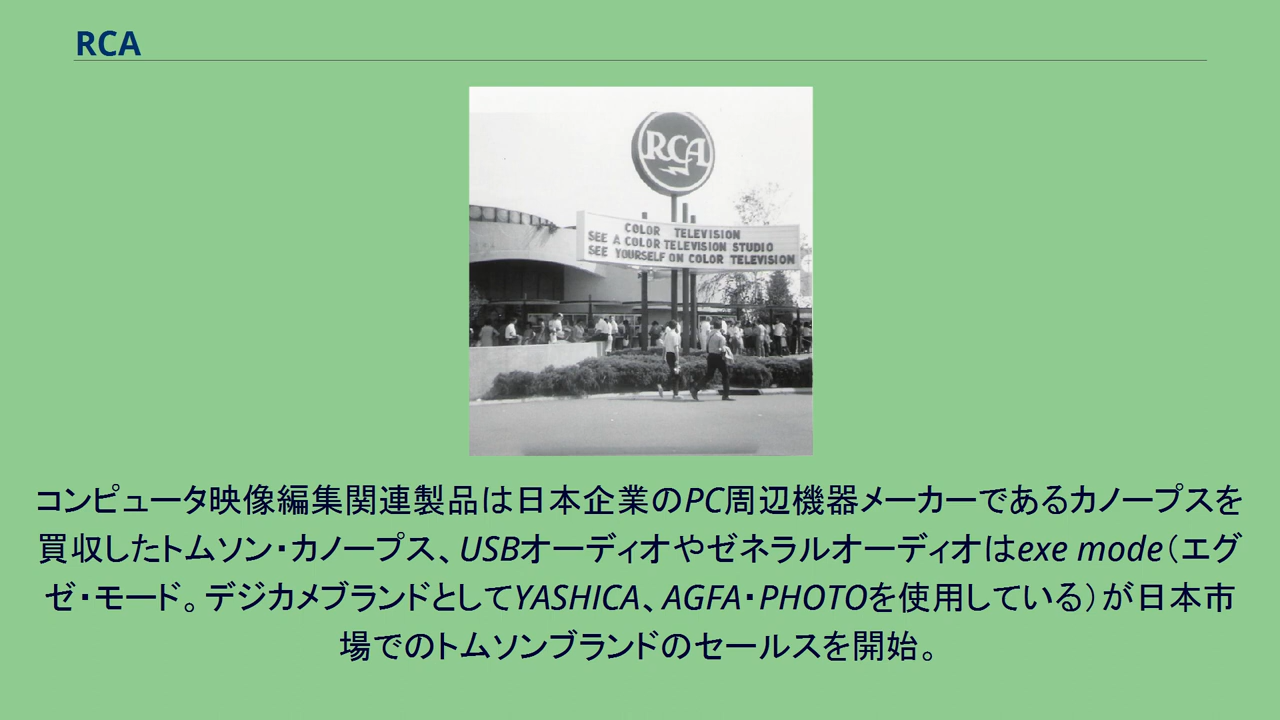 RCA
RCA
COLOR TELEVISION
SEE A COLOR TELEVISION STUDIO
SEE YOURSELF ON COLOR TELEVISION
コンピュータ映像編集関連製品は日本企業のPC周辺機器メーカーであるカノープスを
買収したトムソン・カノープス、USBオーディオやゼネラルオーディオはexe mode（エグ
ゼ・モード。デジカメブランドとしてYASHICA、AGFA・PHOTOを使用している）が日本市
場でのトムソンブランドのセールスを開始。